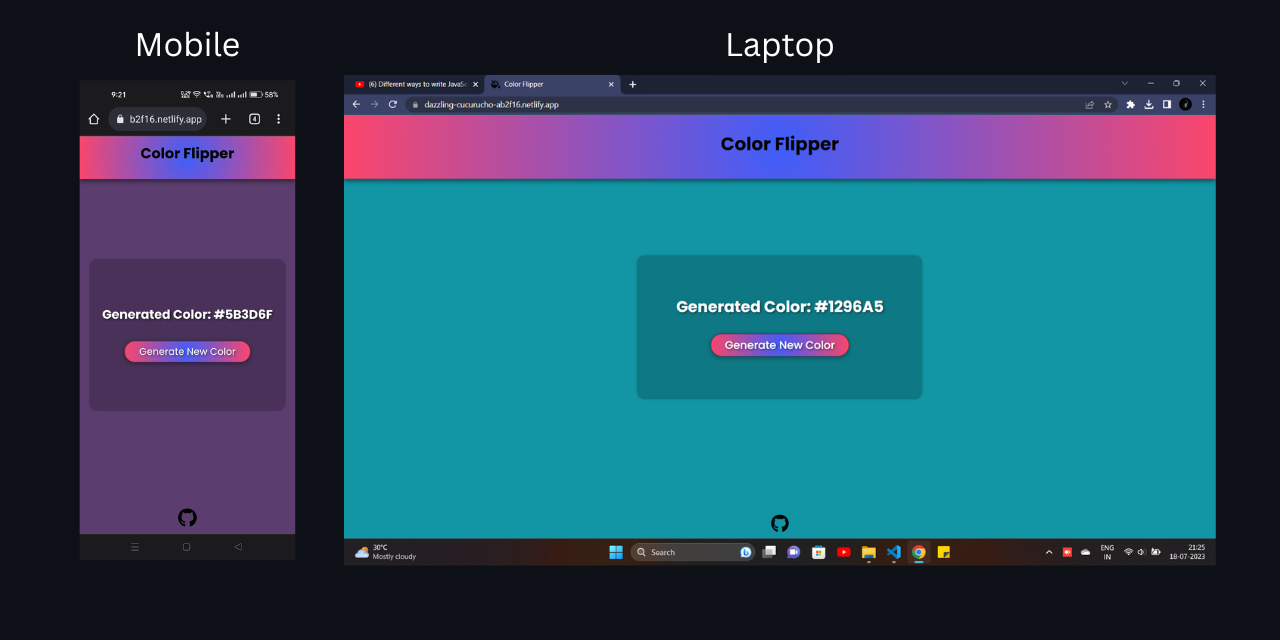 Mobile
Laptop
9:21
58%
b2f16.netlify.app
4
Color Flipper
Generated Color: #5B3D6F
Generate New Color
(6) Different ways to write JavaSc
Color Flipper
dazzling-cucurucho-ab2f16.netlify.app
Color Flipper
Generated Color: #1296A5
Generate New Color
30°C
Mostly cloudy
Search
ENG
IN
21:25
18-07-2023